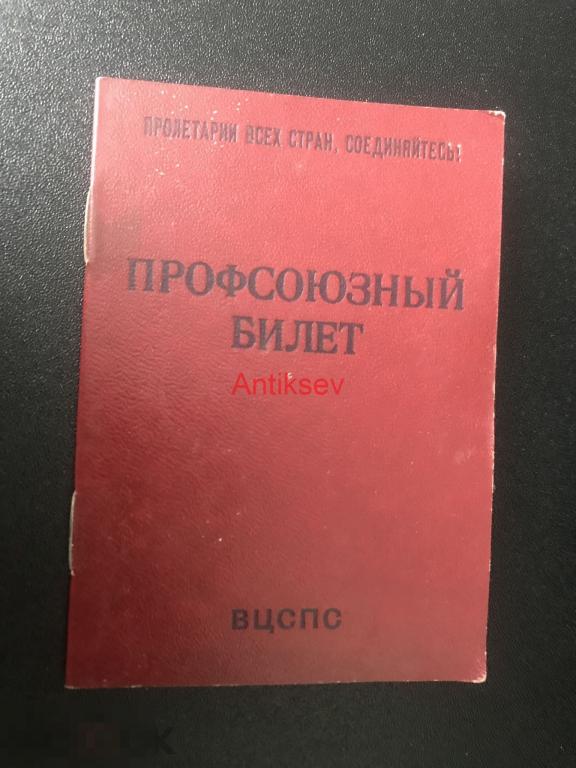 ПРОЛЕТАРИИ ВСЕХ СТРАН, СОЕДИНЯЙТЕСЬ!
ПРОФСОЮЗНЫЙ
БИЛЕТ
Antiksev
ВЦСПС